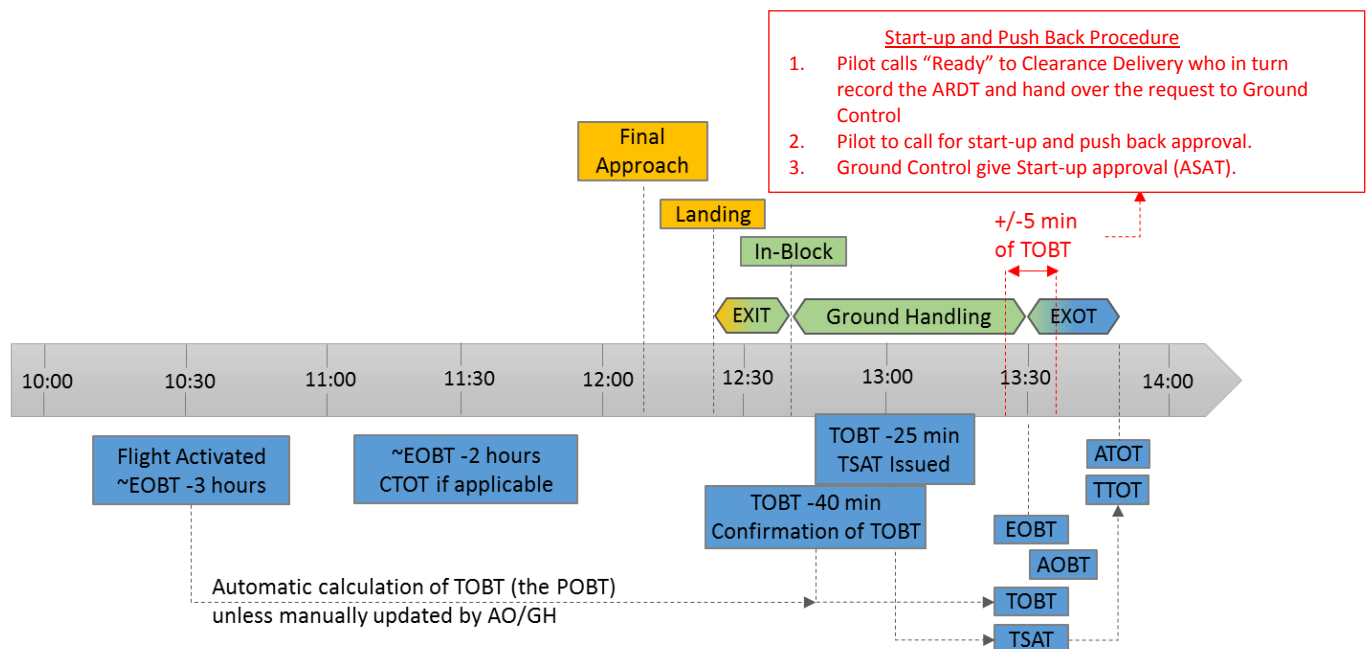 Start-up and Push Back Procedure
1. Pilot calls “Ready” to Clearance Delivery who in turn
record the ARDT and hand over the request to Ground
Control
2. Pilot to call for start-up and push back approval.
3. Ground Control give Start-up approval (ASAT).
Final
Approach
Landing
In-Block
+/-5 min
of TOBT
EXIT
Ground Handling
EXOT
10:00
10:30
11:00
11:30
12:00
12:30
13:00
13:30
14:00
Flight Activated
~EOBT -3 hours
~EOBT -2 hours
CTOT if applicable
TOBT -25 min
TSAT Issued
TOBT -40 min
Confirmation of TOBT
ATOT
TTOT
EOBT
AOBT
TOBT
TSAT
Automatic calculation of TOBT (the POBT)
unless manually updated by AO/GH